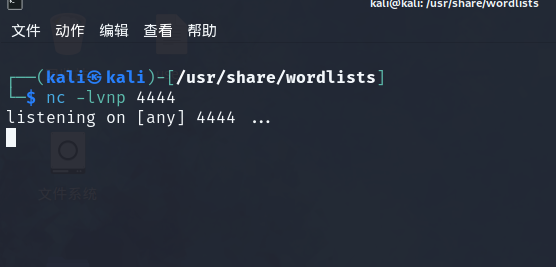 kali@kali: /usr/share/wordlists
文件 动作 编辑 查看 帮助
┌──(kali㉿kali)-[/usr/share/wordlists]
└─$ nc -lvnp 4444
listening on [any] 4444 ...
文件系统